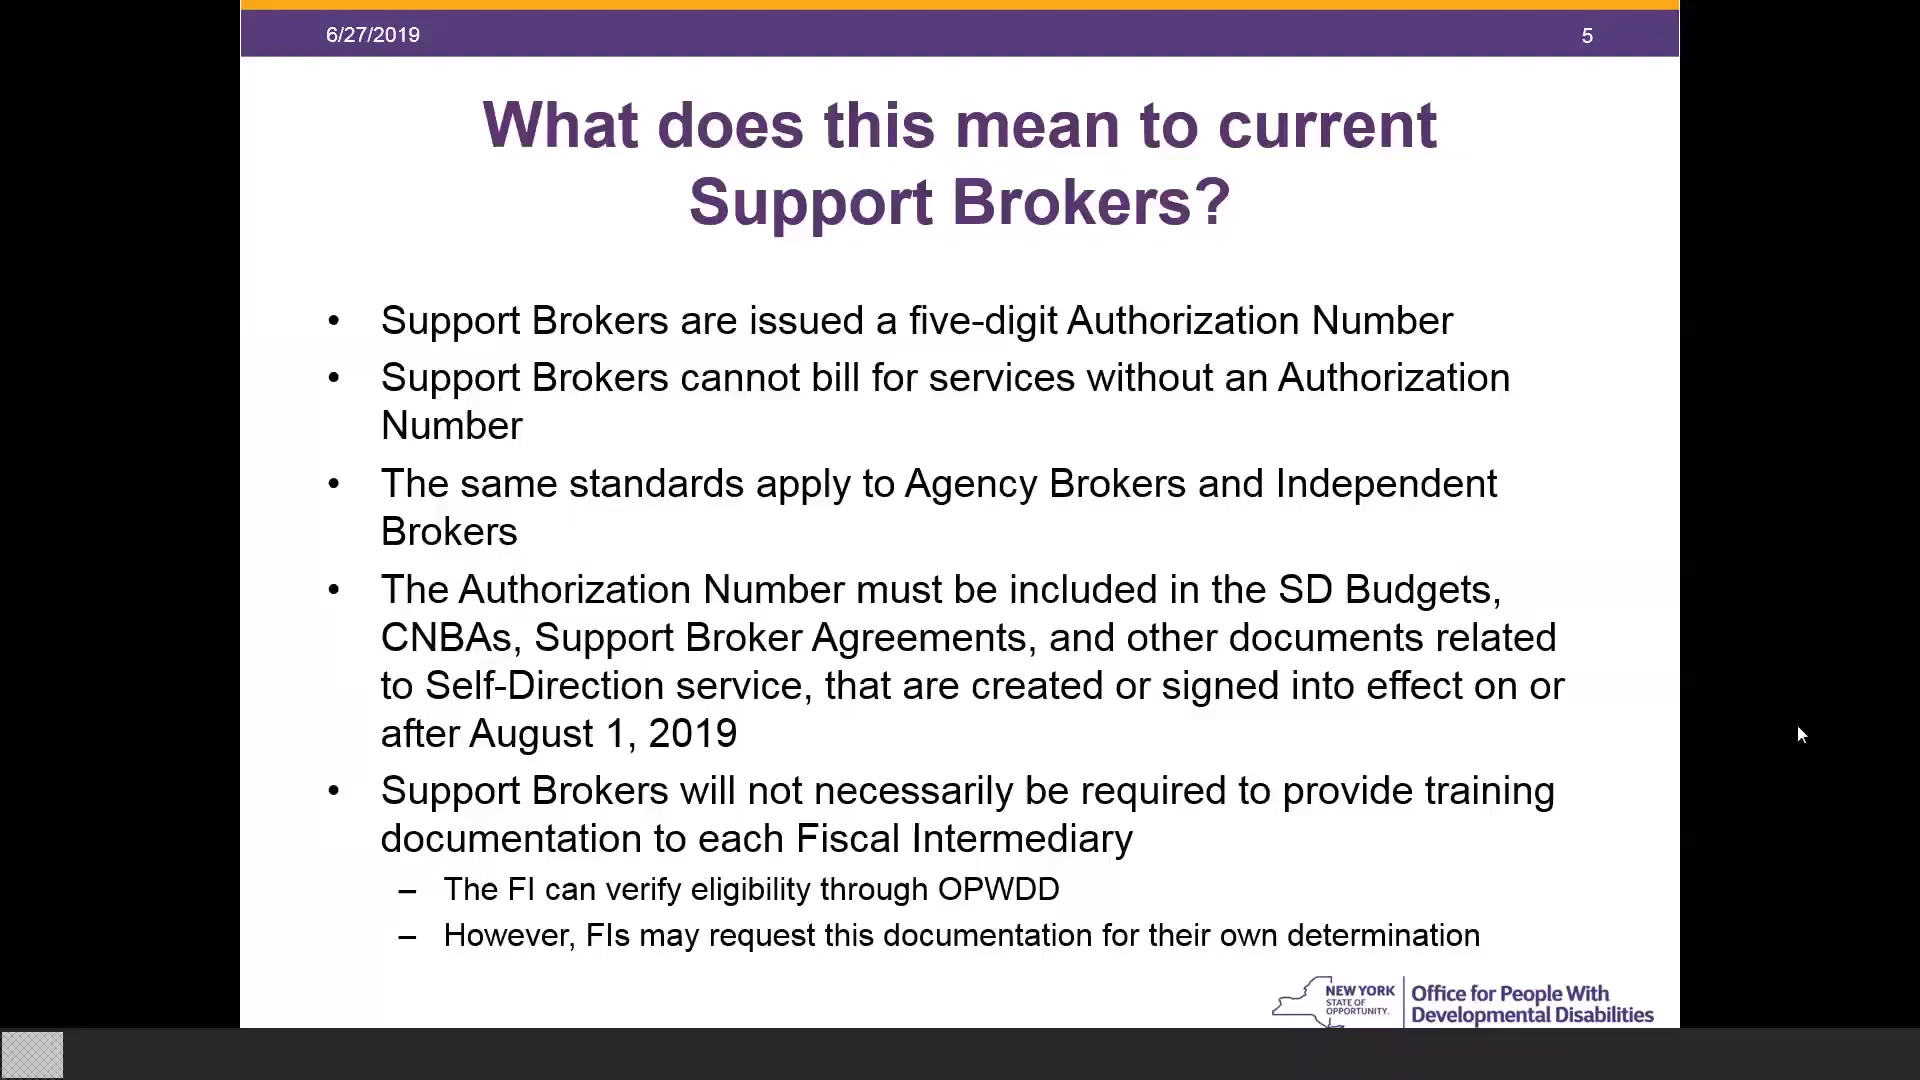 6/27/2019
5
What does this mean to current
Support Brokers?
• Support Brokers are issued a five-digit Authorization Number
• Support Brokers cannot bill for services without an Authorization
Number
• The same standards apply to Agency Brokers and Independent
Brokers
• The Authorization Number must be included in the SD Budgets,
CNBAs, Support Broker Agreements, and other documents related
to Self-Direction service, that are created or signed into effect on or
after August 1, 2019
• Support Brokers will not necessarily be required to provide training
documentation to each Fiscal Intermediary
– The FI can verify eligibility through OPWDD
– However, FIs may request this documentation for their own determination
NEW YORK
STATE OF
OPPORTUNITY.
Office for People With
Developmental Disabilities